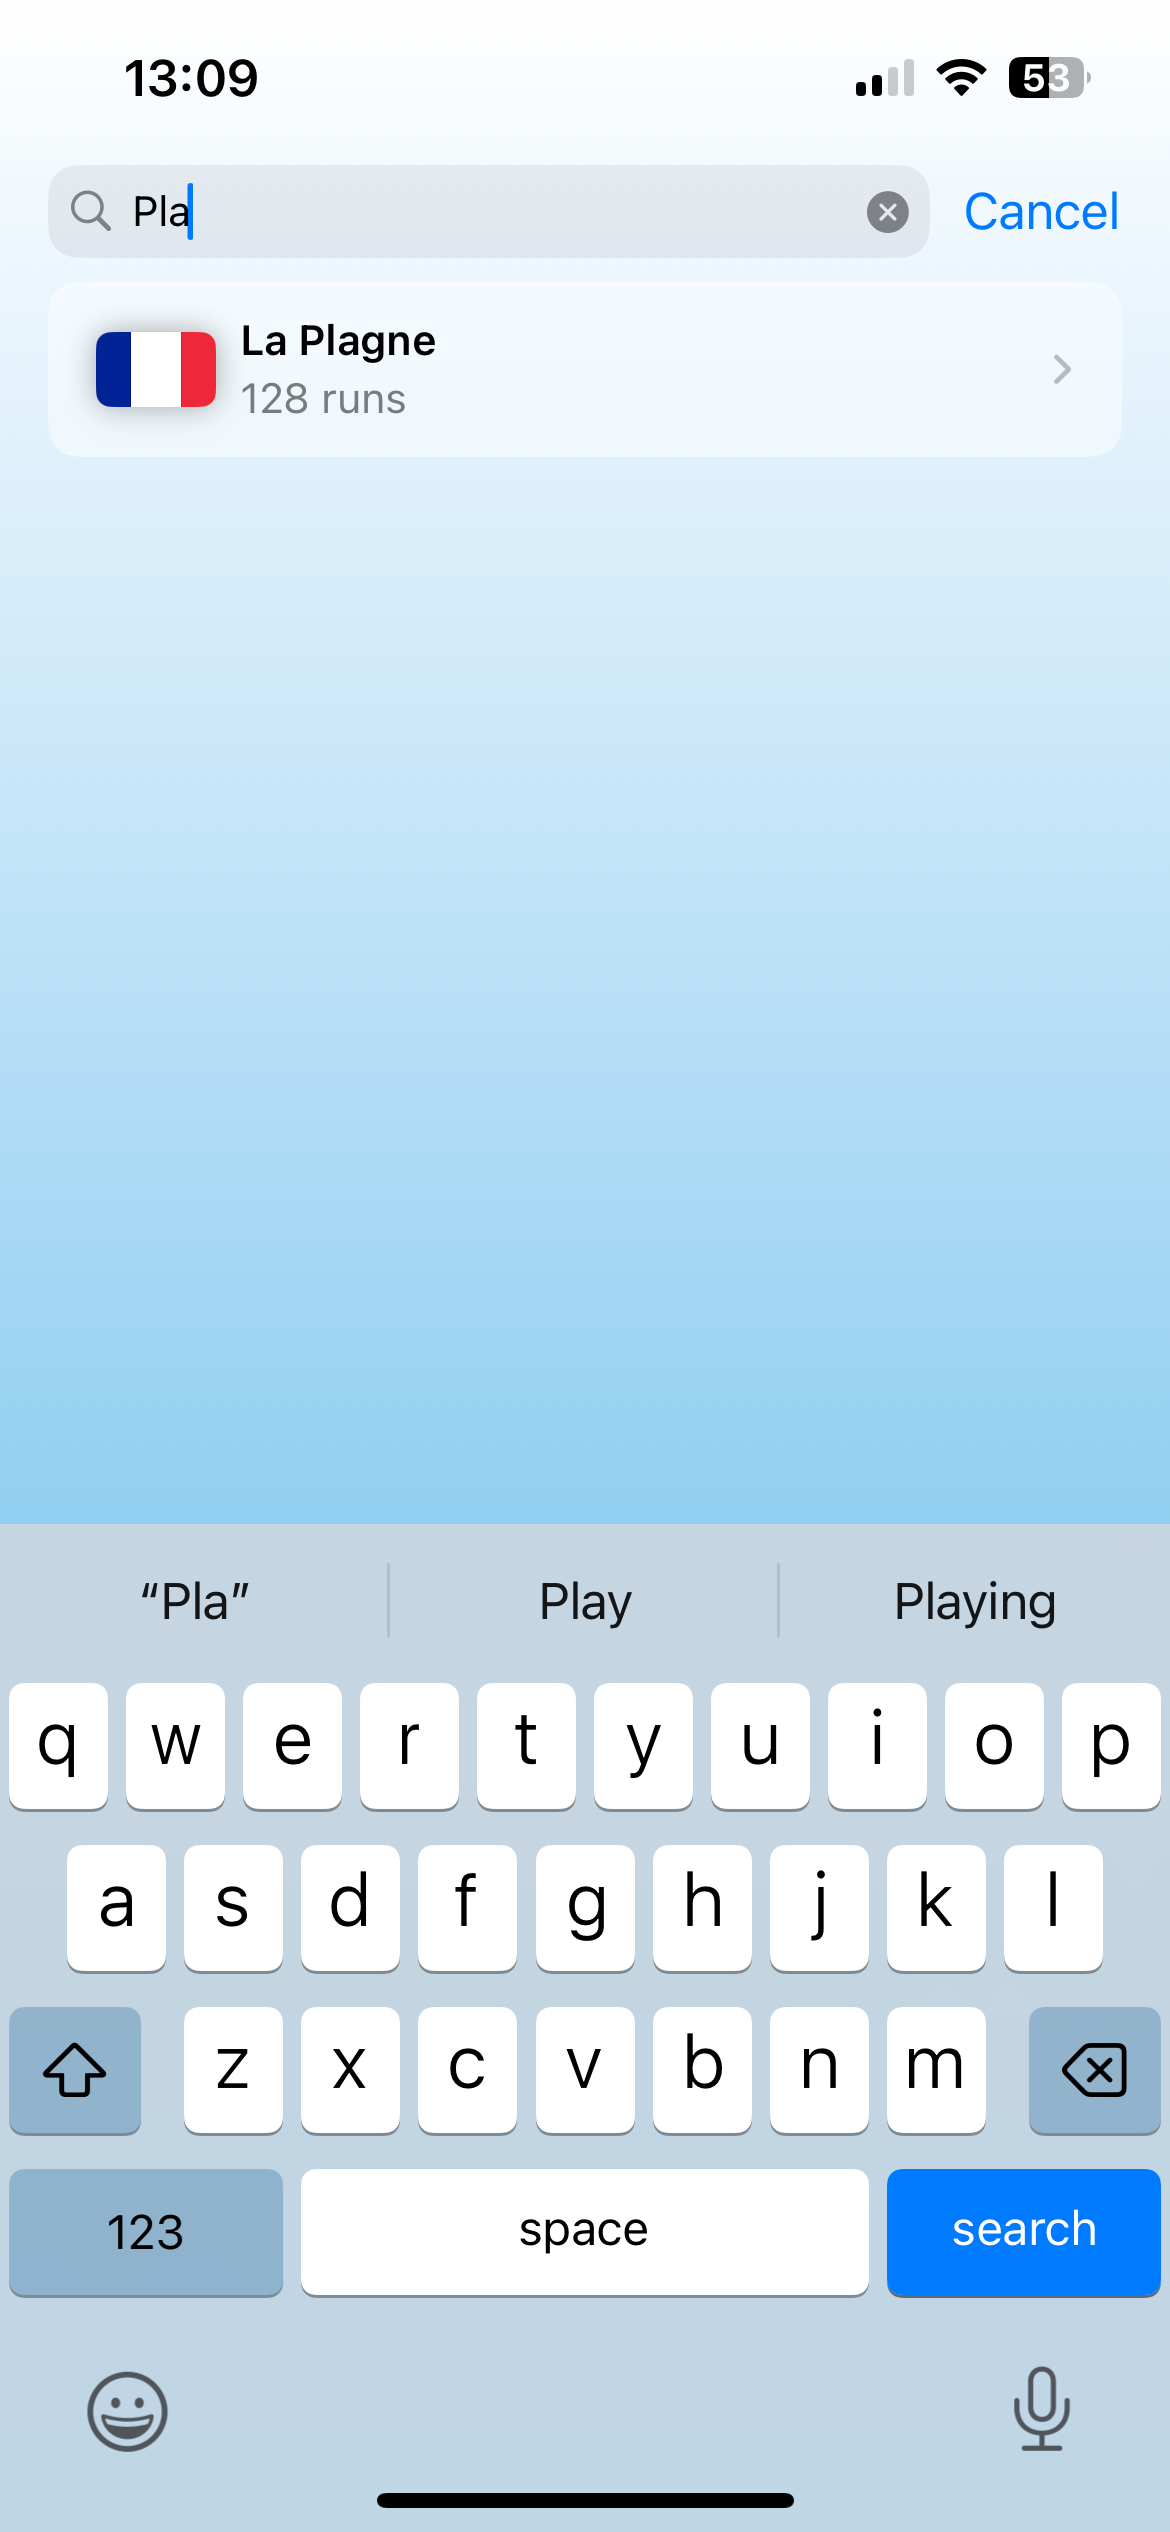 13:09
53
Pla
Cancel
La Plagne
128 runs
“Pla”
Play
Playing
q w e r t y u i o p
a s d f g h j k l
z x c v b n m
123
space
search